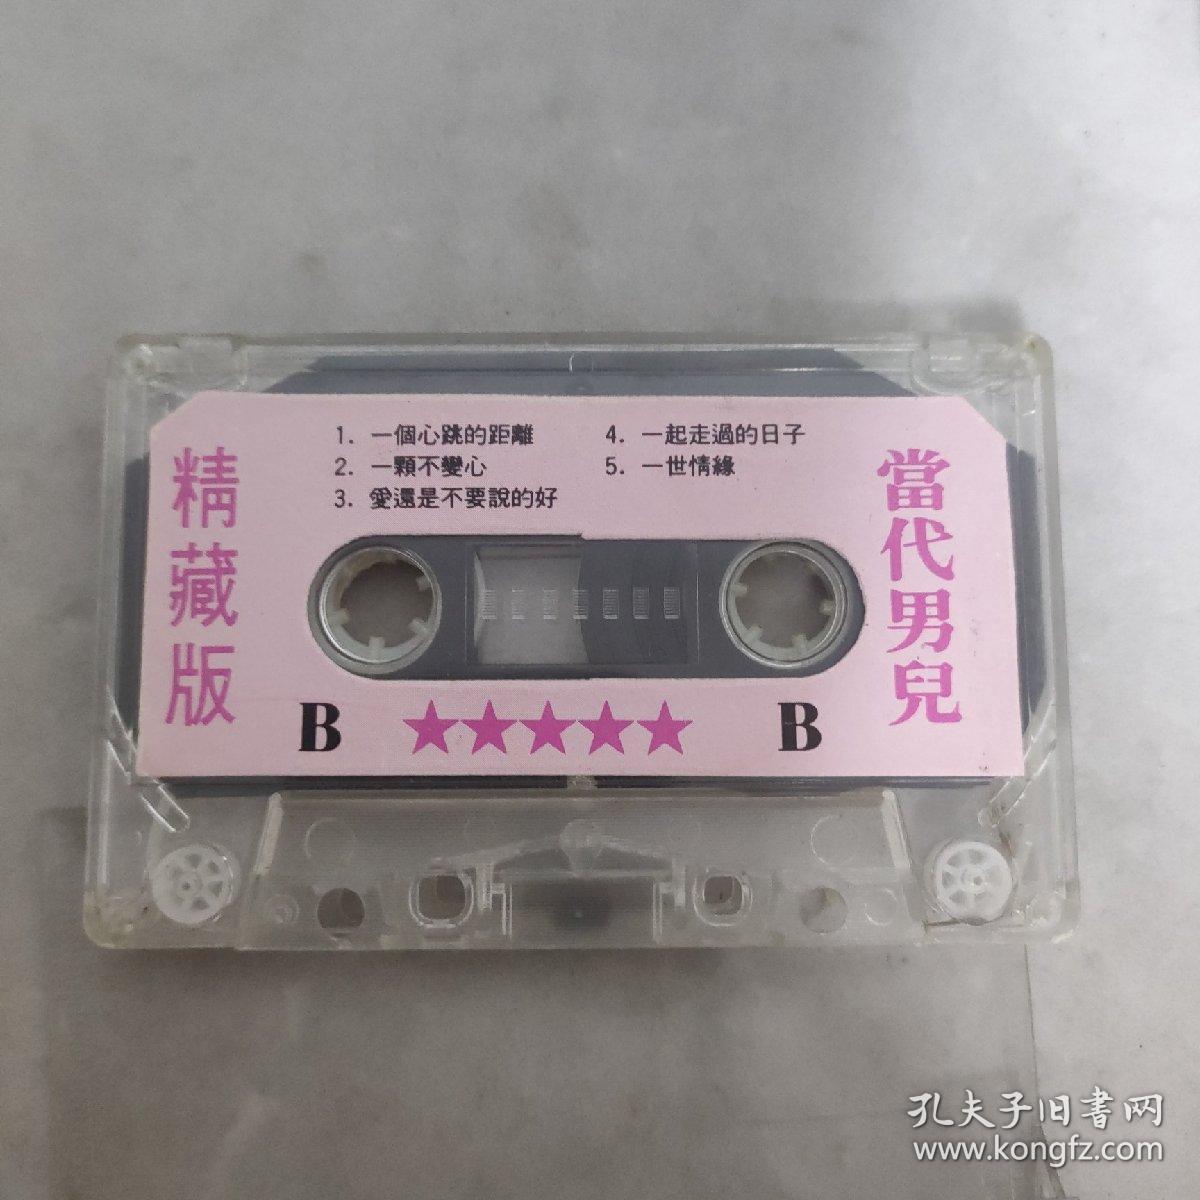 精藏版
1. 一個心跳的距離
2. 一顆不變心
3. 愛還是不要說的好
4. 一起走過的日子
5. 一世情緣
當代男兒
B ★★★★★ B
孔夫子旧書网
www.kongfz.com